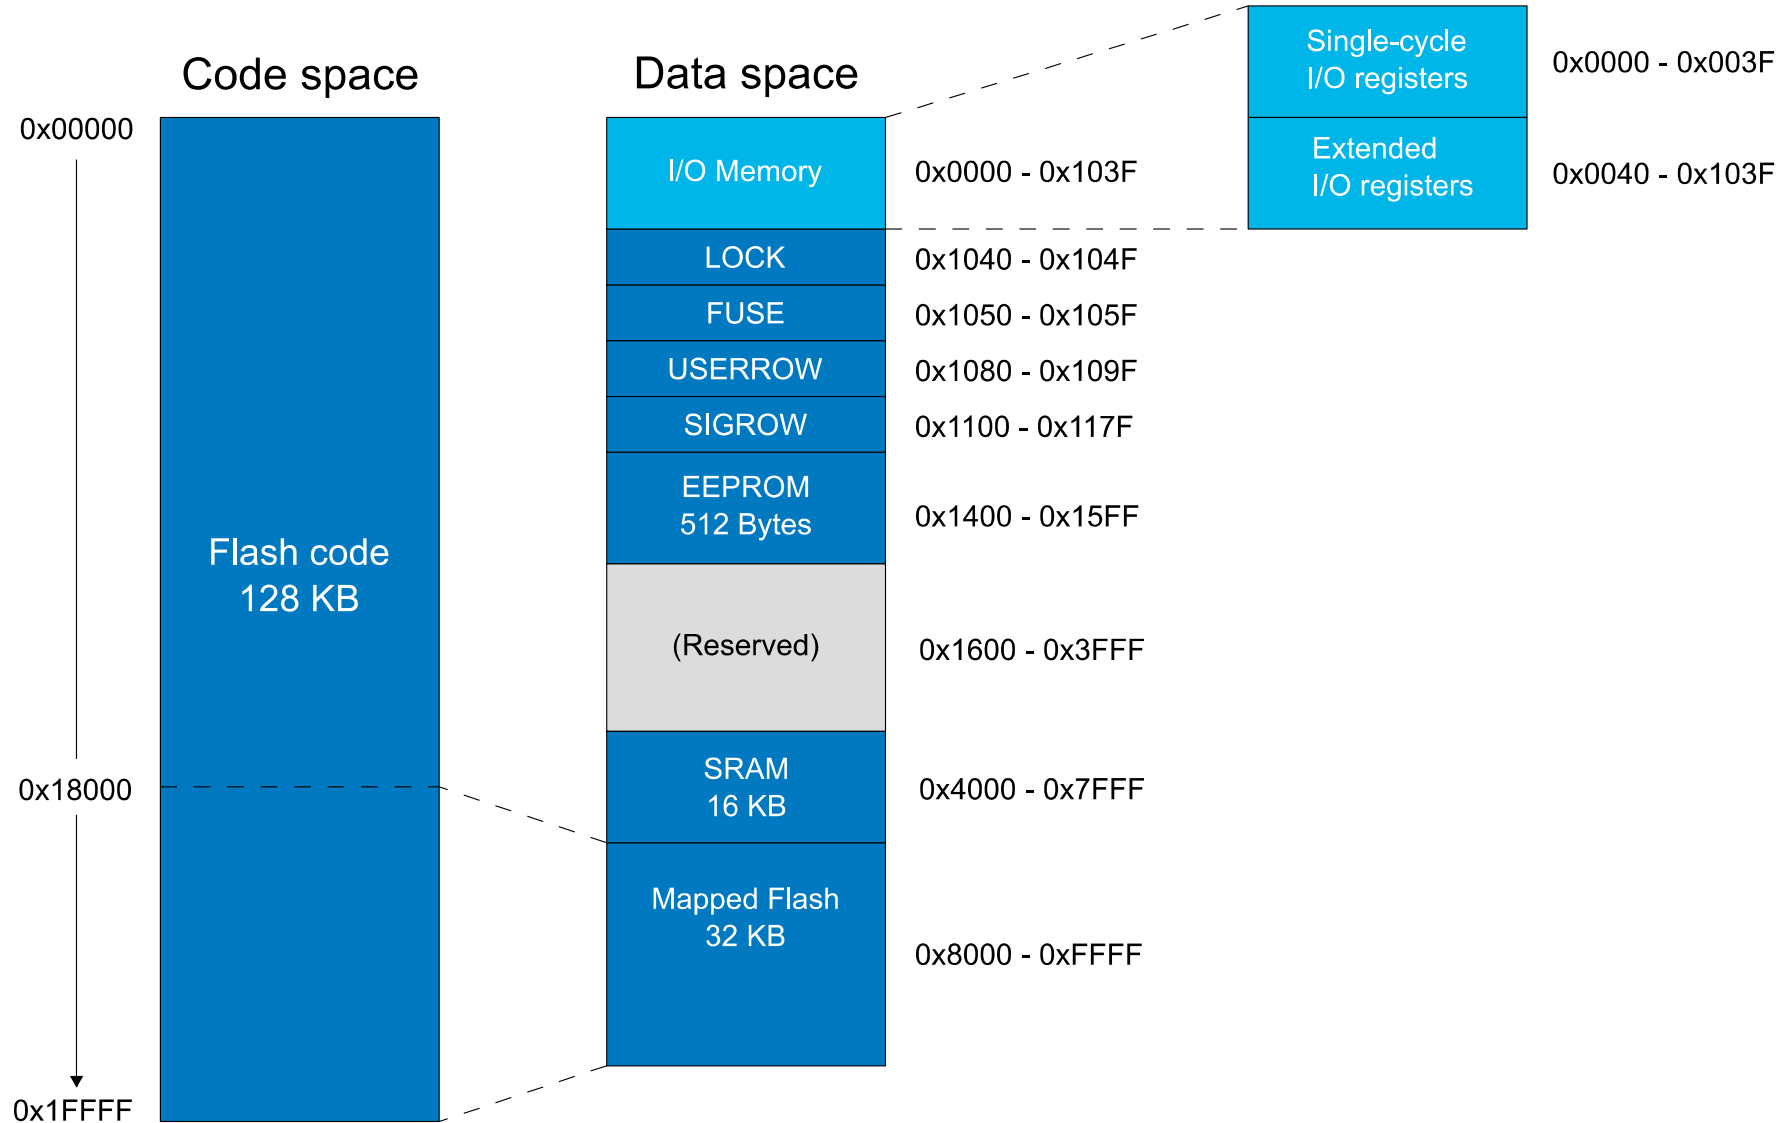 Code space
0x00000
Flash code
128 KB
0x18000
0x1FFFF
Data space
I/O Memory
0x0000 - 0x103F
LOCK
0x1040 - 0x104F
FUSE
0x1050 - 0x105F
USERROW
0x1080 - 0x109F
SIGROW
0x1100 - 0x117F
EEPROM
512 Bytes
0x1400 - 0x15FF
(Reserved)
0x1600 - 0x3FFF
SRAM
16 KB
0x4000 - 0x7FFF
Mapped Flash
32 KB
0x8000 - 0xFFFF
Single-cycle
I/O registers
0x0000 - 0x003F
Extended
I/O registers
0x0040 - 0x103F